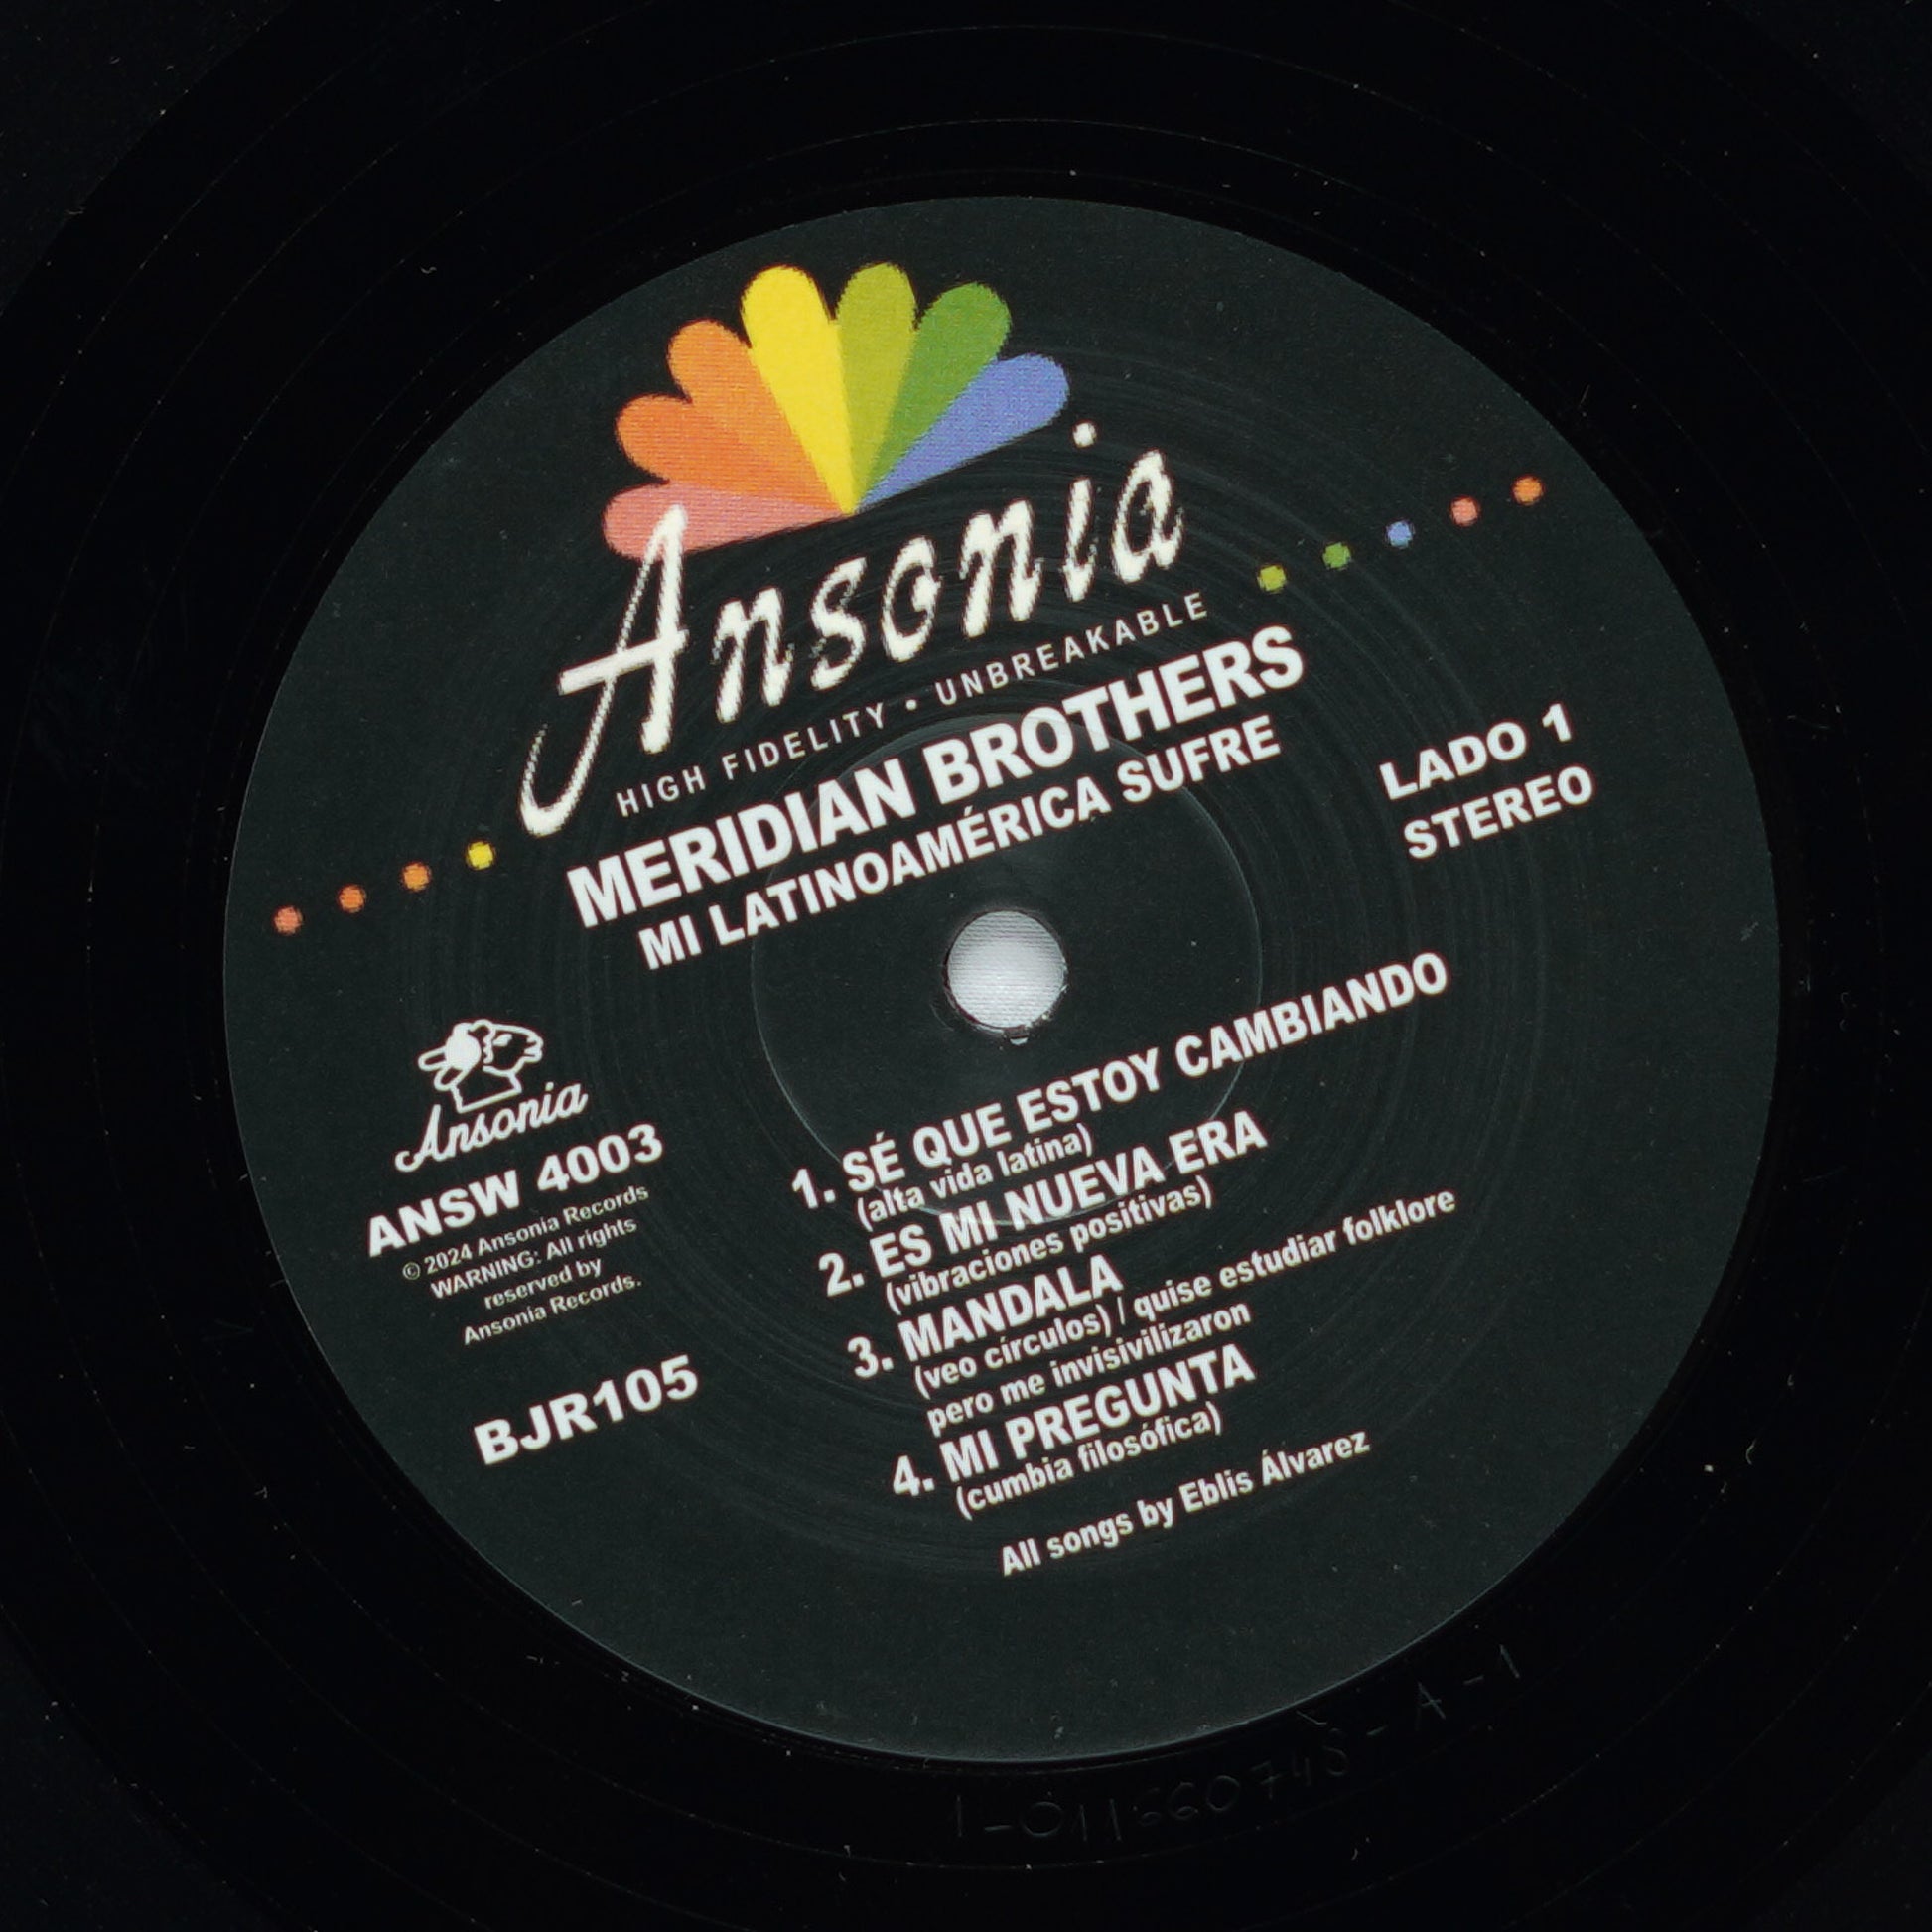 Ansonia
HIGH FIDELITY • UNBREAKABLE
MERIDIAN BROTHERS
MI LATINOAMÉRICA SUFRE
LADO 1
STEREO
Ansonia
ANSW 4003
© 2024 Ansonia Records
WARNING: All rights
reserved by
Ansonia Records.
BJR105
1. SÉ QUE ESTOY CAMBIANDO
(alta vida latina)
2. ES MI NUEVA ERA
(vibraciones positivas)
3. MANDALA
(veo círculos) / quise estudiar folklore
pero me invisivilizaron
4. MI PREGUNTA
(cumbia filosófica)
All songs by Eblis Álvarez